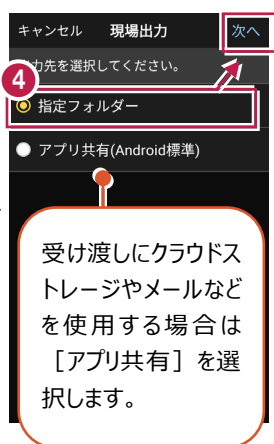 キャンセル 現場出力 次へ
力先を選択してください。
4
指定フォルダー
アプリ共有(Android標準)
受け渡しにクラウドス
トレージやメールなど
を使用する場合は
［アプリ共有］を選
択します。